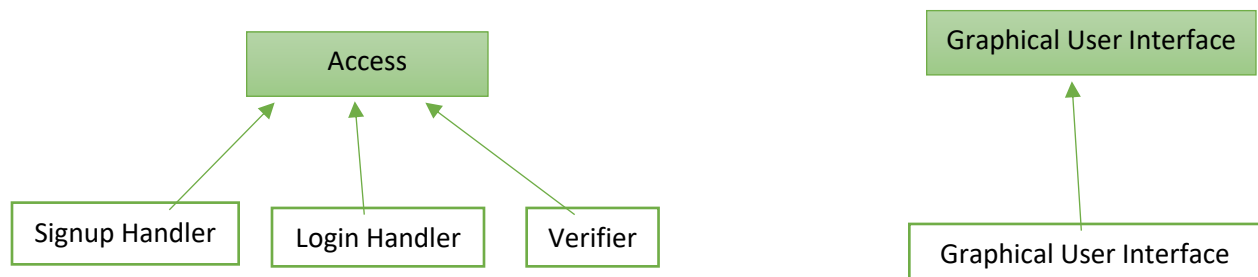 Access
Graphical User Interface
Signup Handler
Login Handler
Verifier
Graphical User Interface